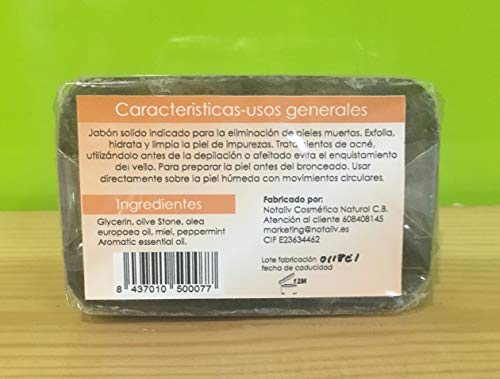 Caracteristicas-usos generales
Jabón solido indicado para la eliminación de pieles muertas. Exfolia,
hidrata y limpia la piel de impurezas. Tratamientos de acné,
utilizándolo antes de la depilación o afeitado evita el enquistamiento
del vello. Para preparar la piel antes del bronceado. Usar
directamente sobre la piel húmeda con movimientos circulares.
Ingredientes
Glycerin, olive Stone, olea
europaea oil, miel, peppermint
Aromatic essential oil.
8 437010 500077
Fabricado por:
Notaliv Cosmética Natural C.B.
Atención al cliente 608408145
marketing@notaliv.es
CIF E23634462
Lote fabricación
fecha de caducidad
12M